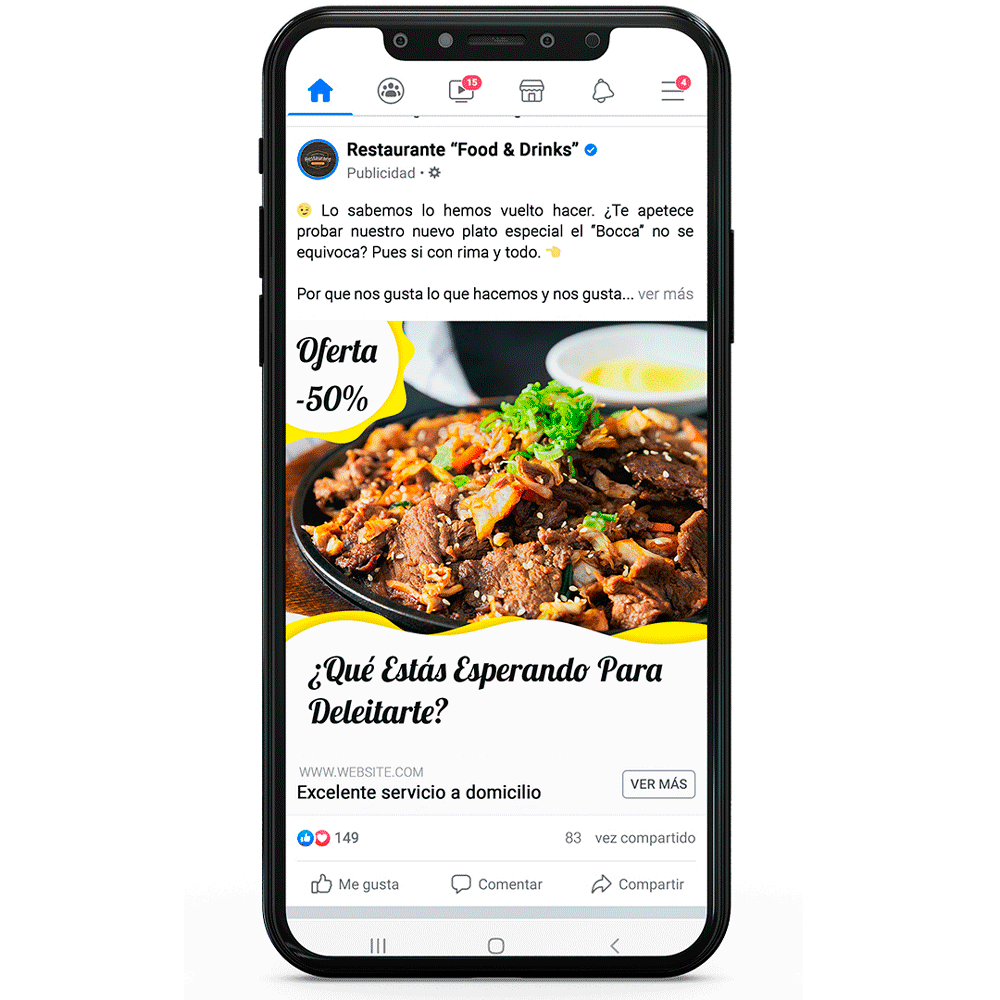 15
4
Restaurante “Food & Drinks”
Publicidad •
Lo sabemos lo hemos vuelto hacer. ¿Te apetece
probar nuestro nuevo plato especial el “Bocca” no se
equivoca? Pues si con rima y todo.
Por que nos gusta lo que hacemos y nos gusta... ver más
Oferta
-50%
¿Qué Estás Esperando Para
Deleitarte?
WWW.WEBSITE.COM
Excelente servicio a domicilio
VER MÁS
149
83 vez compartido
Me gusta
Comentar
Compartir